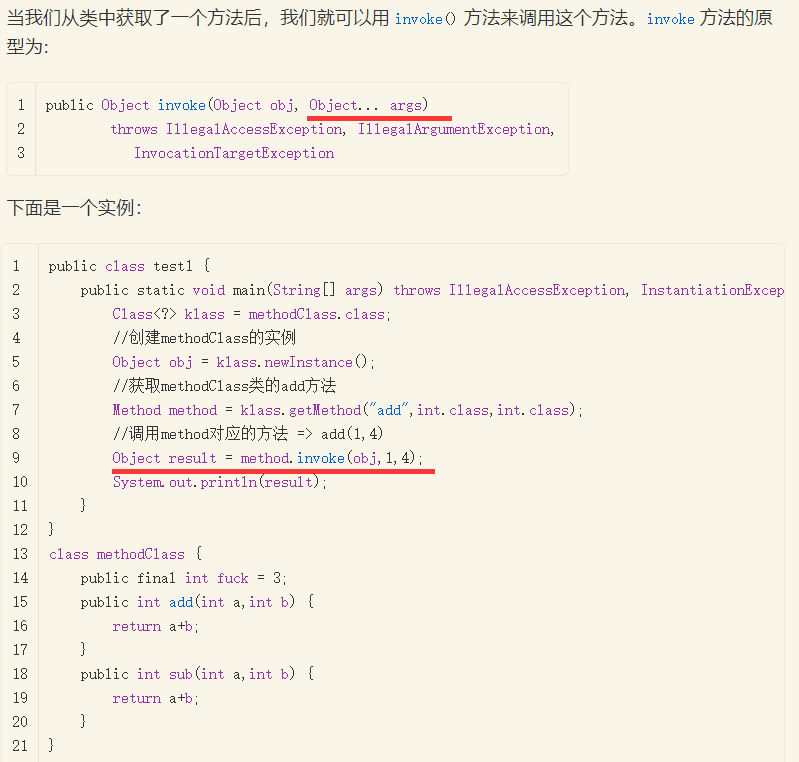 当我们从类中获取了一个方法后，我们就可以用 invoke() 方法来调用这个方法。invoke 方法的原
型为：
1 public Object invoke(Object obj, Object... args)
2         throws IllegalAccessException, IllegalArgumentException,
3            InvocationTargetException
下面是一个实例：
1 public class test1 {
2     public static void main(String[] args) throws IllegalAccessException, InstantiationExcep
3         Class<?> klass = methodClass.class;
4         //创建methodClass的实例
5         Object obj = klass.newInstance();
6         //获取methodClass类的add方法
7         Method method = klass.getMethod("add",int.class,int.class);
8         //调用method对应的方法 => add(1,4)
9         Object result = method.invoke(obj,1,4);
10         System.out.println(result);
11     }
12 }
13 class methodClass {
14     public final int fuck = 3;
15     public int add(int a,int b) {
16         return a+b;
17     }
18     public int sub(int a,int b) {
19         return a+b;
20     }
21 }